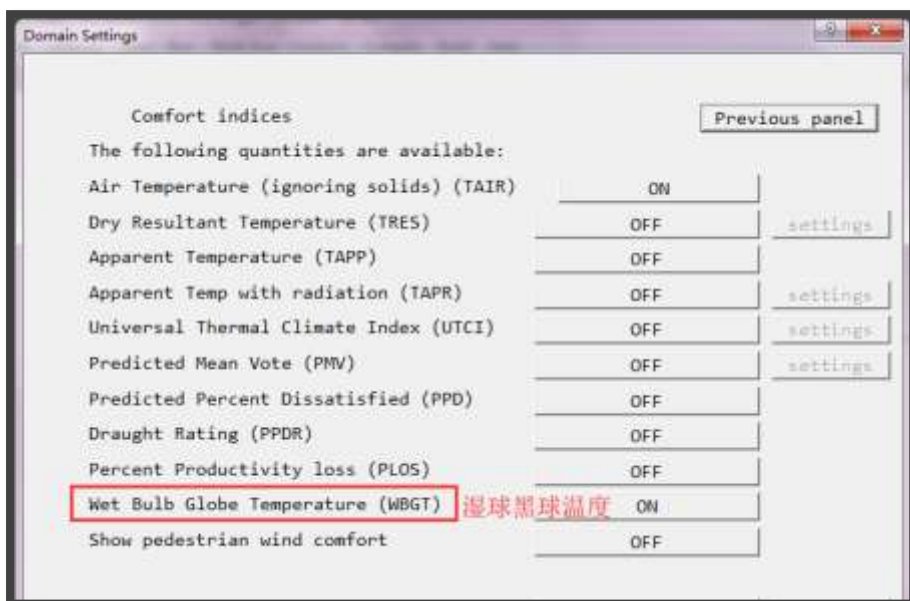 Domain Settings
Comfort indices
Previous panel
The following quantities are available:
Air Temperature (ignoring solids) (TAIR) ON
Dry Resultant Temperature (TRES) OFF settings
Apparent Temperature (TAPP) OFF
Apparent Temp with radiation (TAPR) OFF settings
Universal Thermal Climate Index (UTCI) OFF settings
Predicted Mean Vote (PMV) OFF settings
Predicted Percent Dissatisfied (PPD) OFF
Draught Rating (PPDR) OFF
Percent Productivity loss (PLOS) OFF
Wet Bulb Globe Temperature (WBGT) 湿球黑球温度 ON
Show pedestrian wind comfort OFF